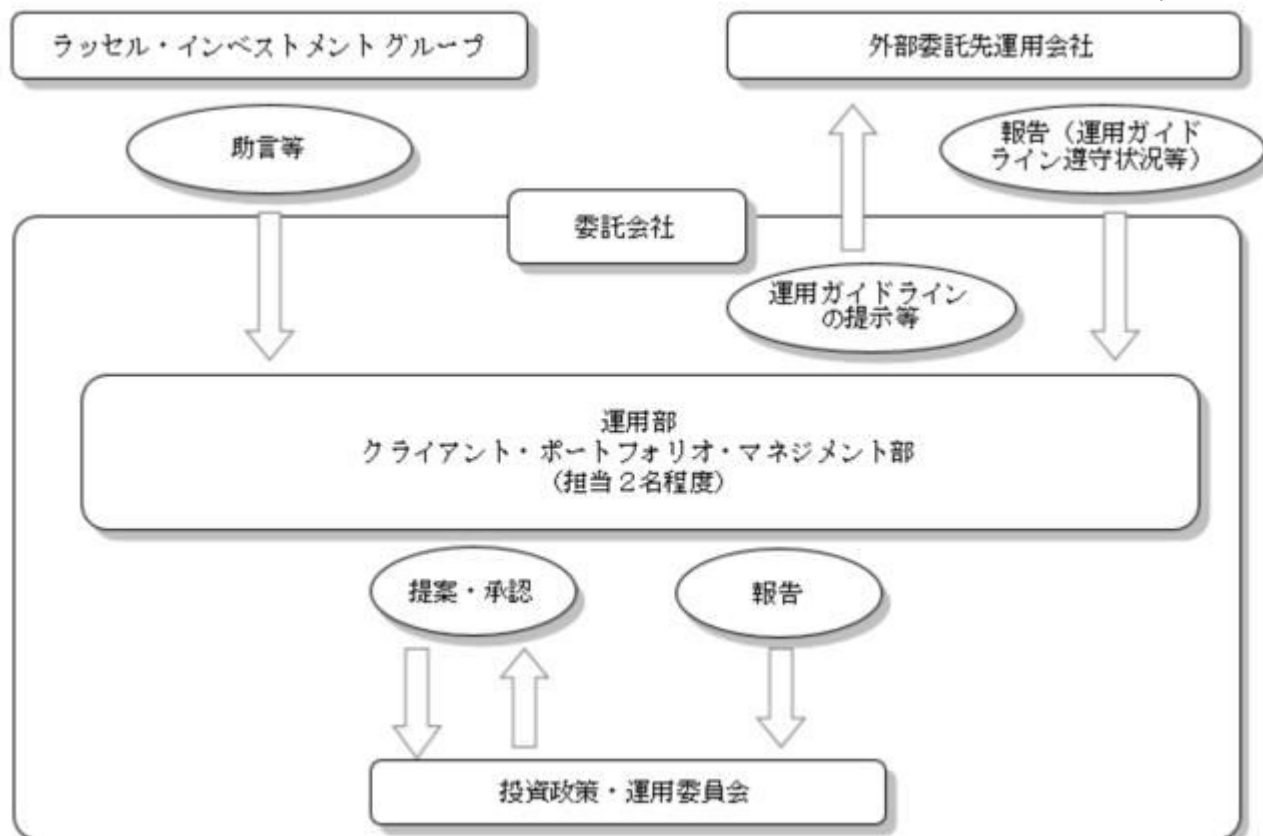 ラッセル・インベストメント グループ
外部委託先運用会社
助言等
報告（運用ガイド
ライン遵守状況等）
委託会社
運用ガイドライン
の提示等
運用部
クライアント・ポートフォリオ・マネジメント部
（担当２名程度）
提案・承認
報告
投資政策・運用委員会